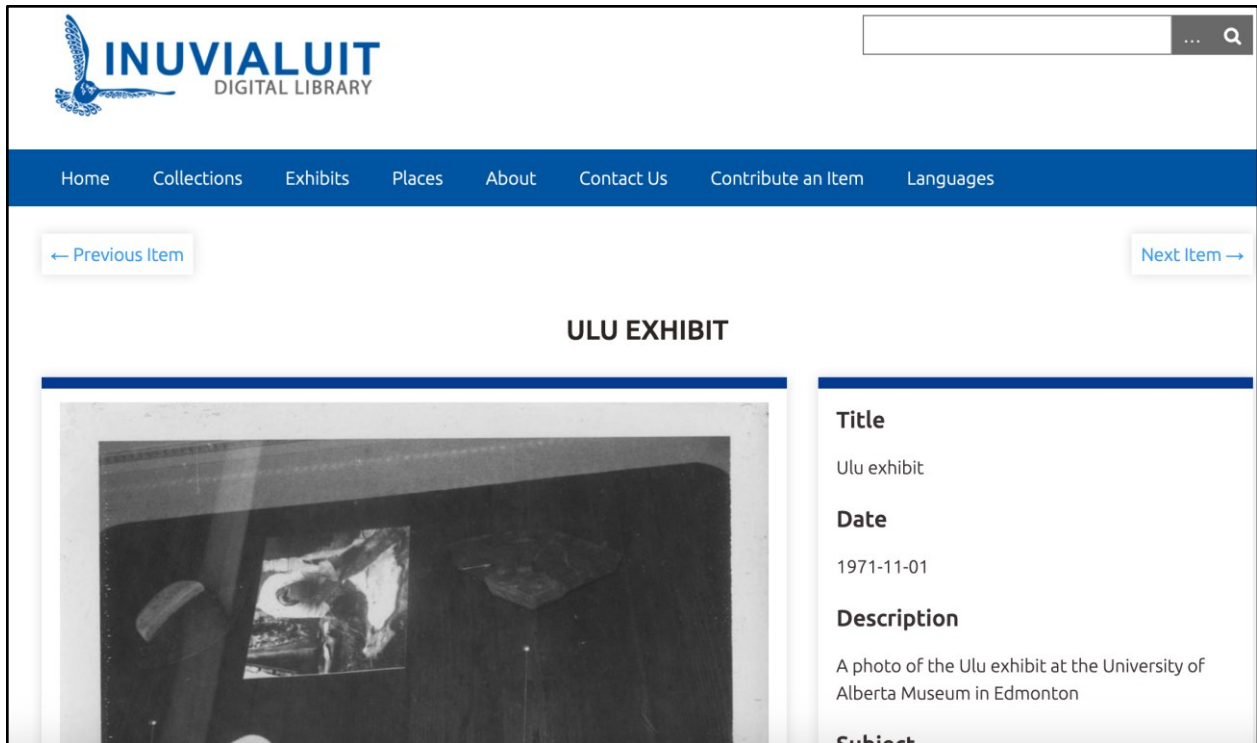 INUVIALUIT
DIGITAL LIBRARY
...
Home Collections Exhibits Places About Contact Us Contribute an Item Languages
← Previous Item
Next Item →
ULU EXHIBIT
Title
Ulu exhibit
Date
1971-11-01
Description
A photo of the Ulu exhibit at the University of
Alberta Museum in Edmonton
Subject